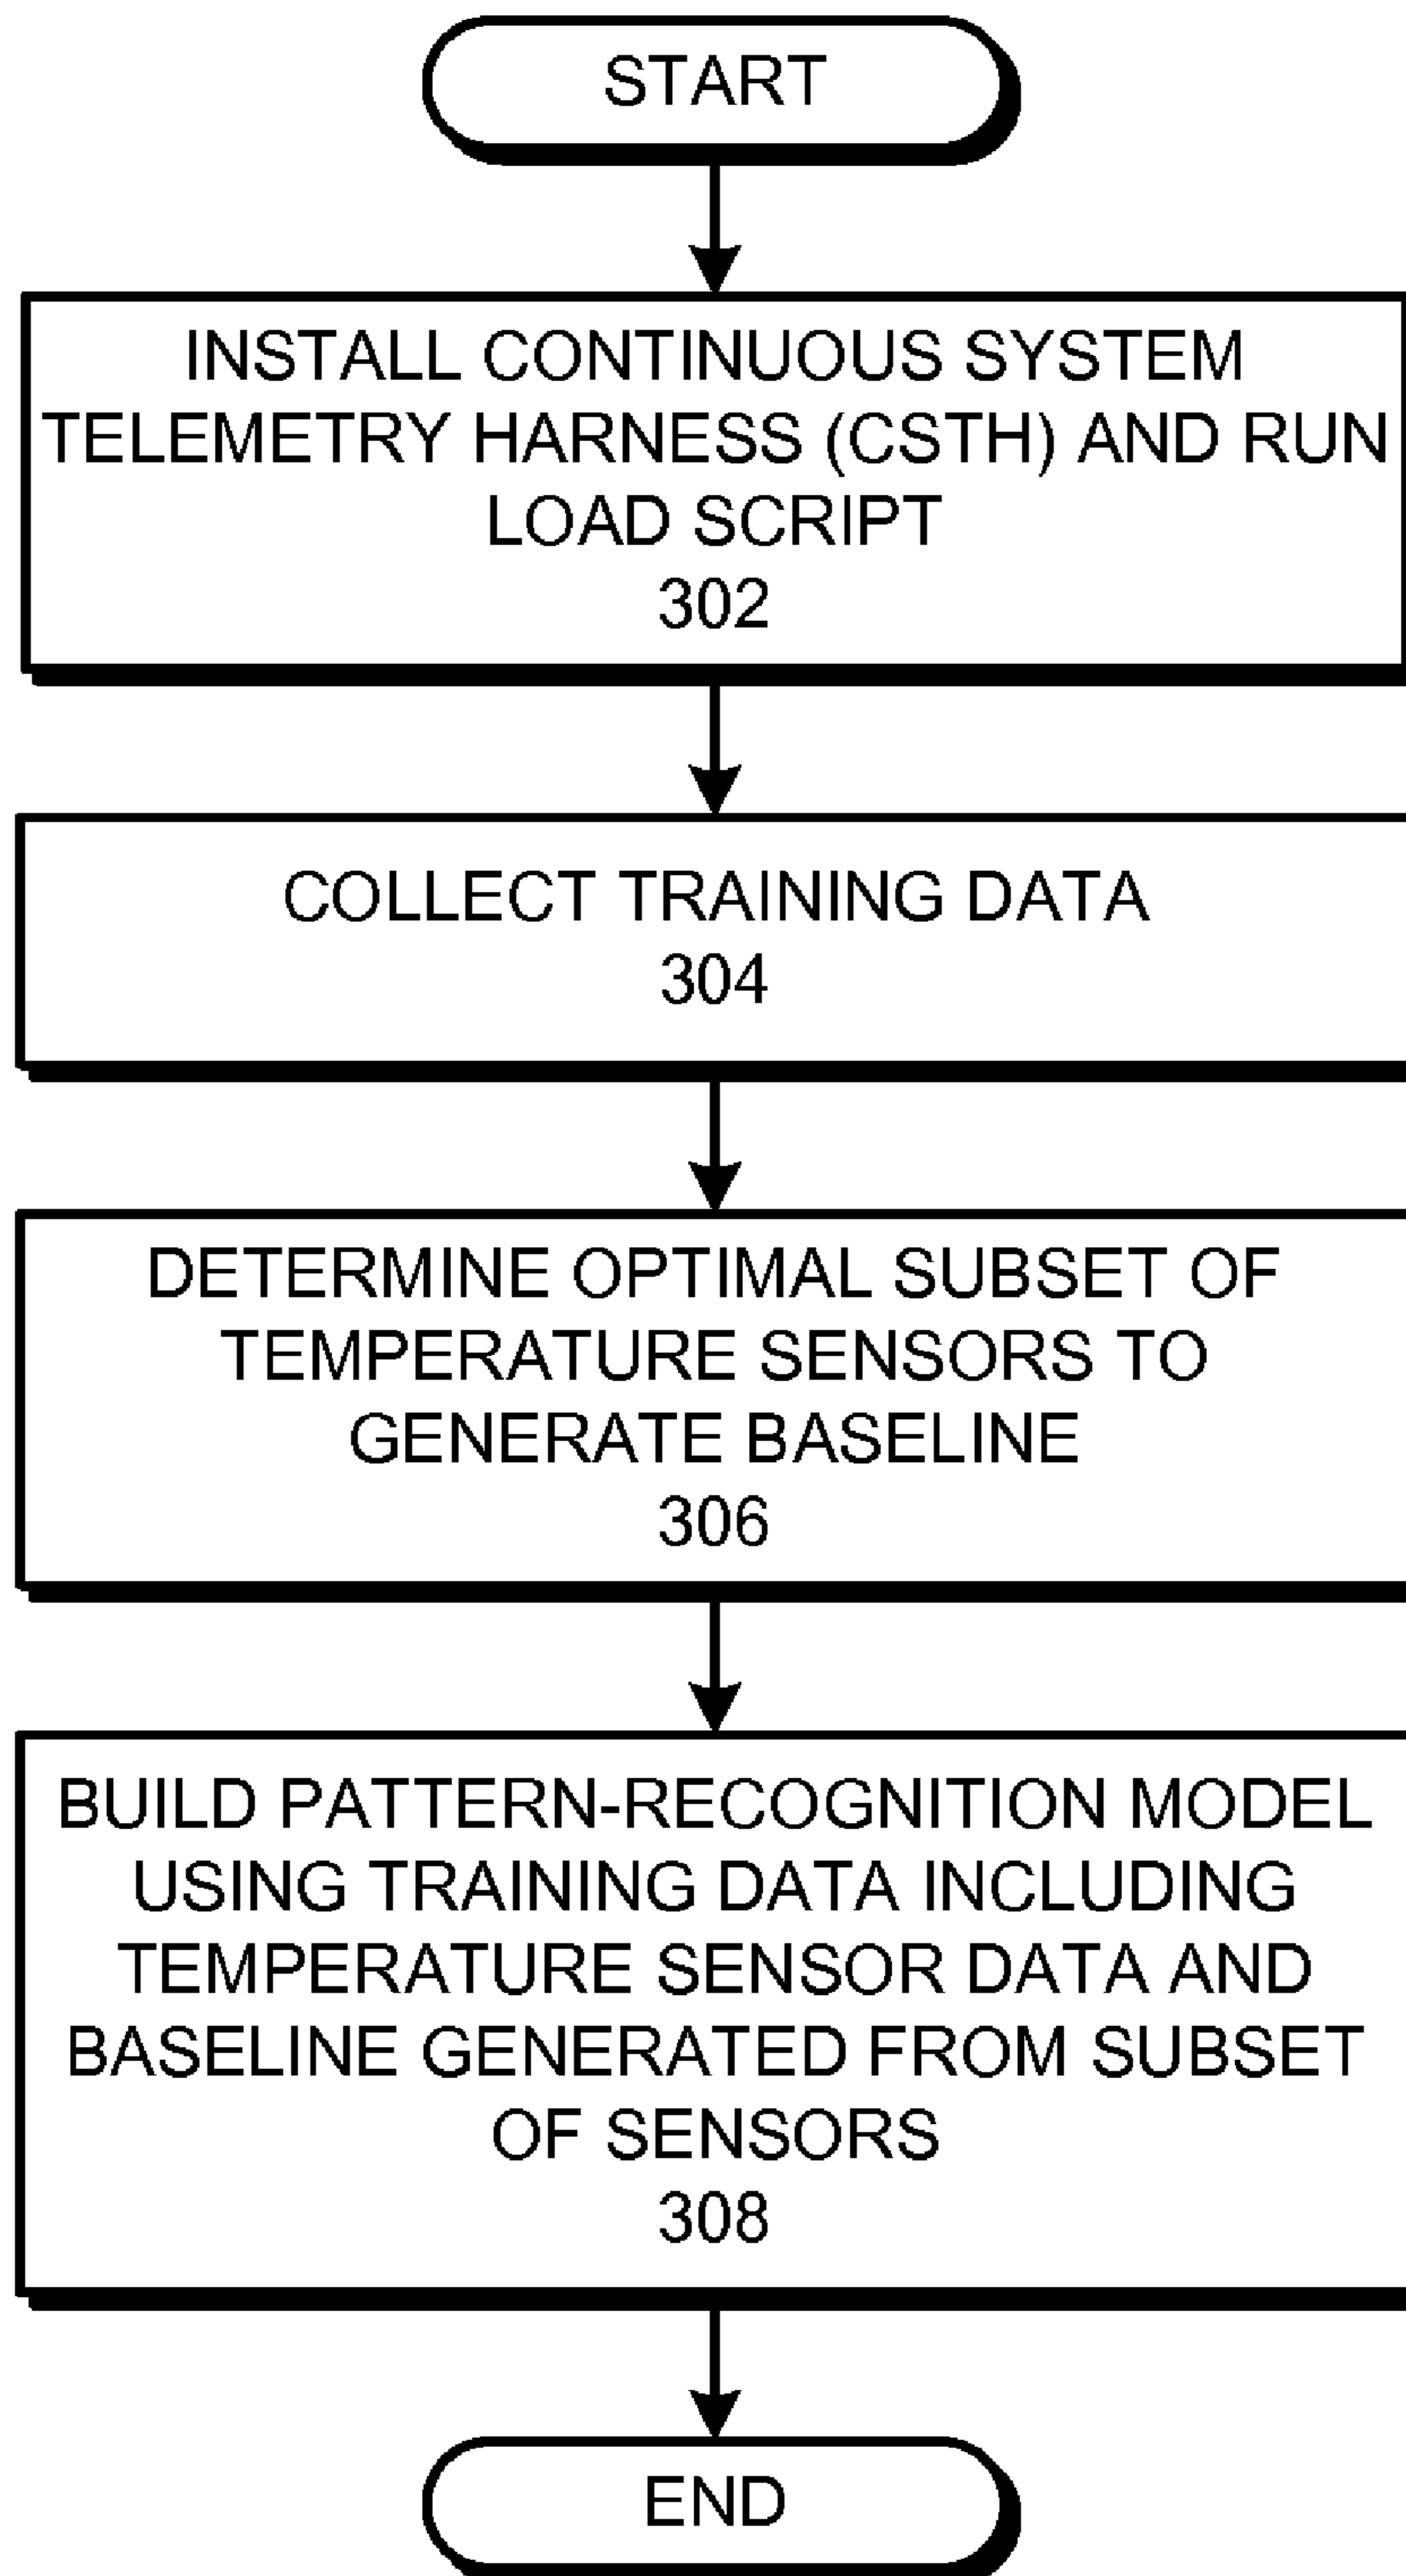 START
INSTALL CONTINUOUS SYSTEM
TELEMETRY HARNESS (CSTH) AND RUN
LOAD SCRIPT
302
COLLECT TRAINING DATA
304
DETERMINE OPTIMAL SUBSET OF
TEMPERATURE SENSORS TO
GENERATE BASELINE
306
BUILD PATTERN-RECOGNITION MODEL
USING TRAINING DATA INCLUDING
TEMPERATURE SENSOR DATA AND
BASELINE GENERATED FROM SUBSET
OF SENSORS
308
END